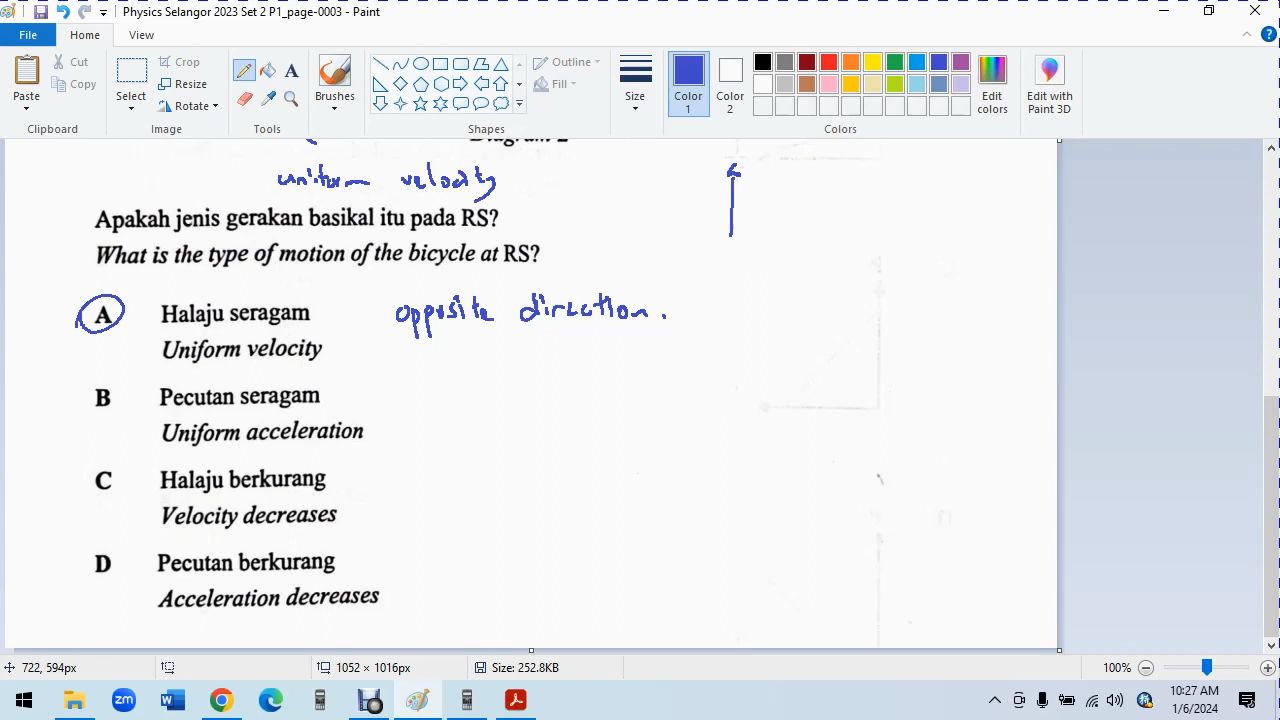 Physics Selangor 2023 Set 2 P1_page-0003 - Paint
File Home View
Paste Cut Copy Select Crop Resize Rotate Brushes Outline Fill Size Color 1 Color 2 Edit colors Edit with Paint 3D
Clipboard Image Tools Shapes Colors
Diagram 2
uniform velocity
Apakah jenis gerakan basikal itu pada RS?
What is the type of motion of the bicycle at RS?
A Halaju seragam opposite direction.
Uniform velocity
B Pecutan seragam
Uniform acceleration
C Halaju berkurang
Velocity decreases
D Pecutan berkurang
Acceleration decreases
722, 594px 1052 × 1016px Size: 252.8KB 100%
zm 10:27 AM
1/6/2024